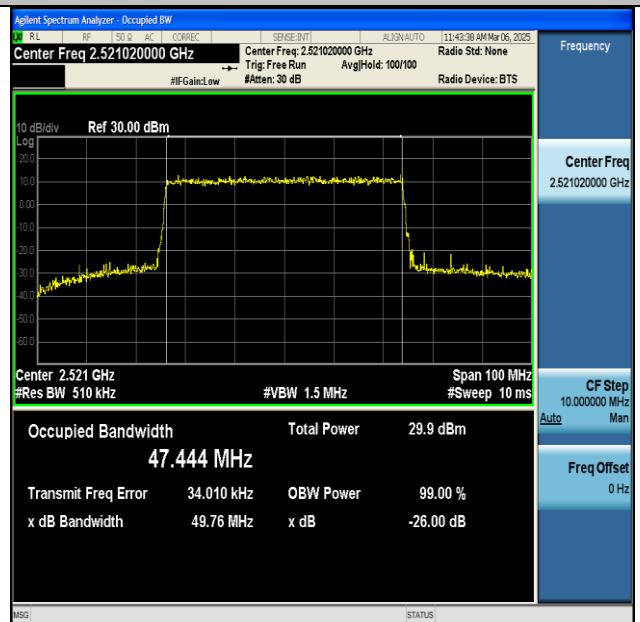 Agilent Spectrum Analyzer - Occupied BW
LXI RL RF 50 Ω AC CORREC SENSE:INT ALIGN AUTO 11:43:38 AM Mar 06, 2025
Center Freq 2.521020000 GHz
Center Freq: 2.521020000 GHz Radio Std: None
Trig: Free Run Avg|Hold: 100/100
#IFGain:Low #Atten: 30 dB Radio Device: BTS
10 dB/div Ref 30.00 dBm
Log
20.0
10.0
0.00
-10.0
-20.0
-30.0
-40.0
-50.0
-60.0
Center 2.521 GHz Span 100 MHz
#Res BW 510 kHz #VBW 1.5 MHz #Sweep 10 ms
Occupied Bandwidth Total Power 29.9 dBm
47.444 MHz
Transmit Freq Error 34.010 kHz OBW Power 99.00 %
x dB Bandwidth 49.76 MHz x dB -26.00 dB
MSG STATUS
Frequency
Center Freq
2.521020000 GHz
CF Step
10.000000 MHz
Auto Man
Freq Offset
0 Hz